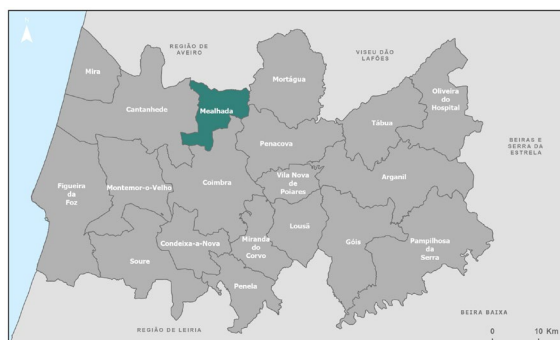 N
REGIÃO DE
AVEIRO
VISEU DÃO
LAFÕES
Mira
Cantanhede
Mealhada
Mortágua
Oliveira
do
Hospital
Tábua
BEIRAS E
SERRA DA
ESTRELA
Penacova
Figueira
da
Foz
Montemor-o-Velho
Coimbra
Vila Nova
de
Poiares
Arganil
Soure
Condeixa-a-Nova
Miranda
do
Corvo
Lousã
Góis
Pampilhosa
da
Serra
Penela
REGIÃO DE LEIRIA
BEIRA BAIXA
0 10 Km